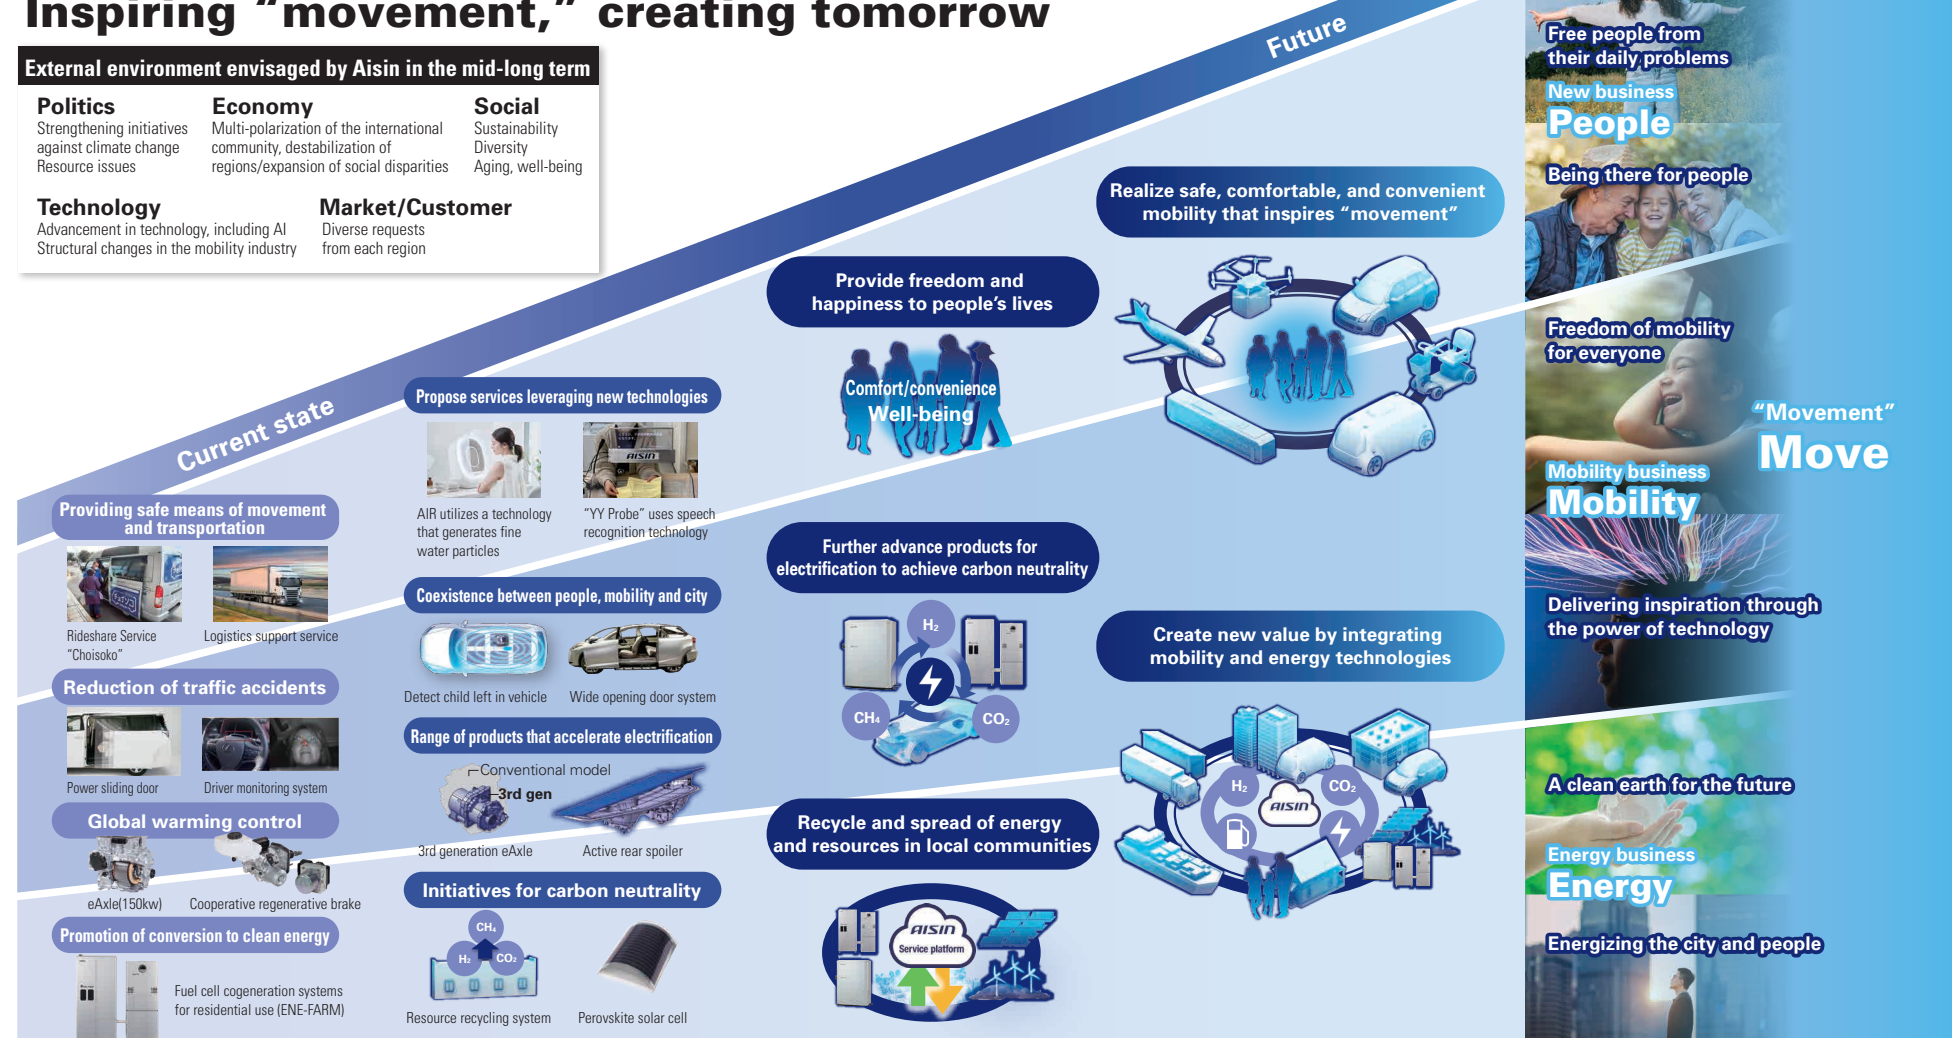 Inspiring “movement,” creating tomorrow
External environment envisaged by Aisin in the mid-long term
Politics
Strengthening initiatives
against climate change
Resource issues
Economy
Multi-polarization of the international
community, destabilization of
regions/expansion of social disparities
Social
Sustainability
Diversity
Aging, well-being
Technology
Advancement in technology, including AI
Structural changes in the mobility industry
Market/Customer
Diverse requests
from each region
Current state
Future
Providing safe means of movement
and transportation
Rideshare Service
“Choisoko”
Logistics support service
Reduction of traffic accidents
Power sliding door
Driver monitoring system
Global warming control
eAxle(150kw)
Cooperative regenerative brake
Promotion of conversion to clean energy
Fuel cell cogeneration systems
for residential use (ENE-FARM)
Propose services leveraging new technologies
AISIN
AIR utilizes a technology
that generates fine
water particles
“YY Probe” uses speech
recognition technology
Coexistence between people, mobility and city
Detect child left in vehicle
Wide opening door system
Range of products that accelerate electrification
Conventional model
3rd gen
3rd generation eAxle
Active rear spoiler
Initiatives for carbon neutrality
CH₄
H₂
CO₂
Resource recycling system
Perovskite solar cell
Provide freedom and
happiness to people’s lives
Comfort/convenience
Well-being
Further advance products for
electrification to achieve carbon neutrality
H₂
CH₄
CO₂
Recycle and spread of energy
and resources in local communities
AISIN
Service platform
Realize safe, comfortable, and convenient
mobility that inspires “movement”
Create new value by integrating
mobility and energy technologies
H₂
CO₂
AISIN
Free people from
their daily problems
New business
People
Being there for people
Freedom of mobility
for everyone
Mobility business
Mobility
Delivering inspiration through
the power of technology
A clean earth for the future
Energy business
Energy
Energizing the city and people
“Movement”
Move